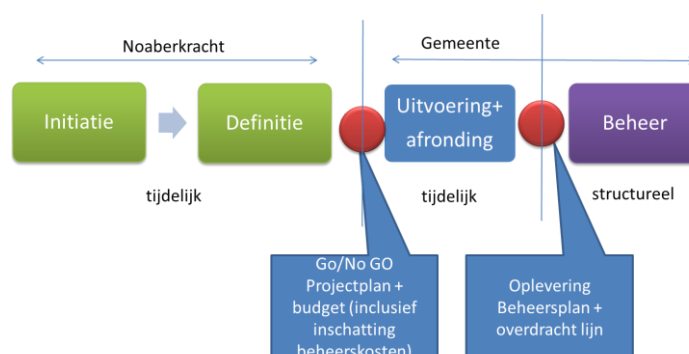 Noaberkracht
Gemeente
Initiatie
Definitie
Uitvoering+
afronding
Beheer
tijdelijk
tijdelijk
structureel
Go/No GO
Projectplan +
budget (inclusief
inschatting
beheerskosten)
Oplevering
Beheersplan +
overdracht lijn